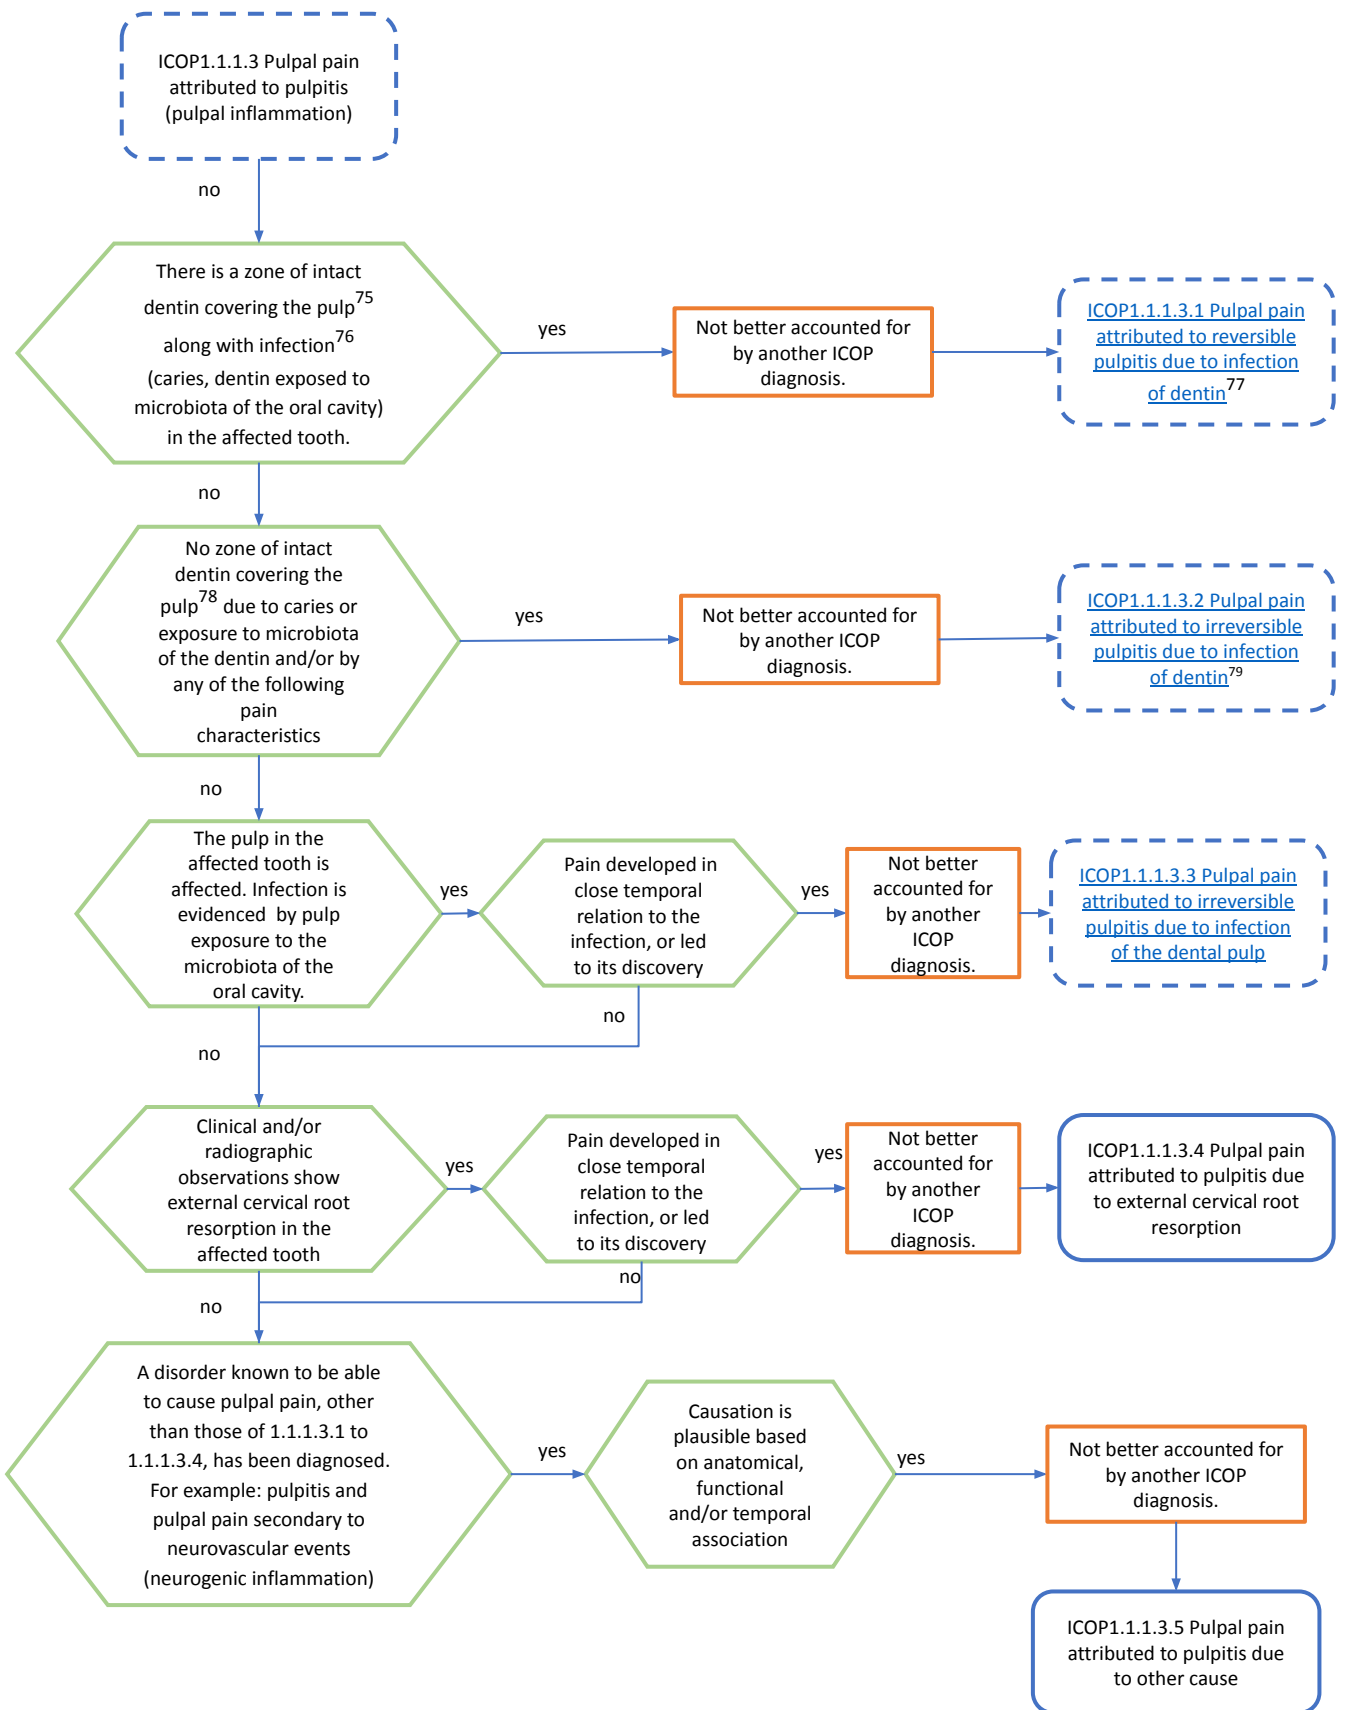 ICOP1.1.1.3 Pulpal pain
attributed to pulpitis
(pulpal inflammation)
no
There is a zone of intact
dentin covering the pulp75
along with infection76
(caries, dentin exposed to
microbiota of the oral cavity)
in the affected tooth.
yes
Not better accounted for
by another ICOP
diagnosis.
ICOP1.1.1.3.1 Pulpal pain
attributed to reversible
pulpitis due to infection
of dentin77
no
No zone of intact
dentin covering the
pulp78 due to caries or
exposure to microbiota
of the dentin and/or by
any of the following
pain
characteristics
yes
Not better accounted for
by another ICOP
diagnosis.
ICOP1.1.1.3.2 Pulpal pain
attributed to irreversible
pulpitis due to infection
of dentin79
no
The pulp in the
affected tooth is
affected. Infection is
evidenced by pulp
exposure to the
microbiota of the
oral cavity.
yes
Pain developed in
close temporal
relation to the
infection, or led
to its discovery
yes
Not better
accounted for
by another
ICOP
diagnosis.
ICOP1.1.1.3.3 Pulpal pain
attributed to irreversible
pulpitis due to infection
of the dental pulp
no
no
Clinical and/or
radiographic
observations show
external cervical root
resorption in the
affected tooth
yes
Pain developed in
close temporal
relation to the
infection, or led
to its discovery
yes
Not better
accounted for
by another
ICOP
diagnosis.
ICOP1.1.1.3.4 Pulpal pain
attributed to pulpitis due
to external cervical root
resorption
no
no
A disorder known to be able
to cause pulpal pain, other
than those of 1.1.1.3.1 to
1.1.1.3.4, has been diagnosed.
For example: pulpitis and
pulpal pain secondary to
neurovascular events
(neurogenic inflammation)
yes
Causation is
plausible based
on anatomical,
functional
and/or temporal
association
yes
Not better accounted for
by another ICOP
diagnosis.
ICOP1.1.1.3.5 Pulpal pain
attributed to pulpitis due
to other cause